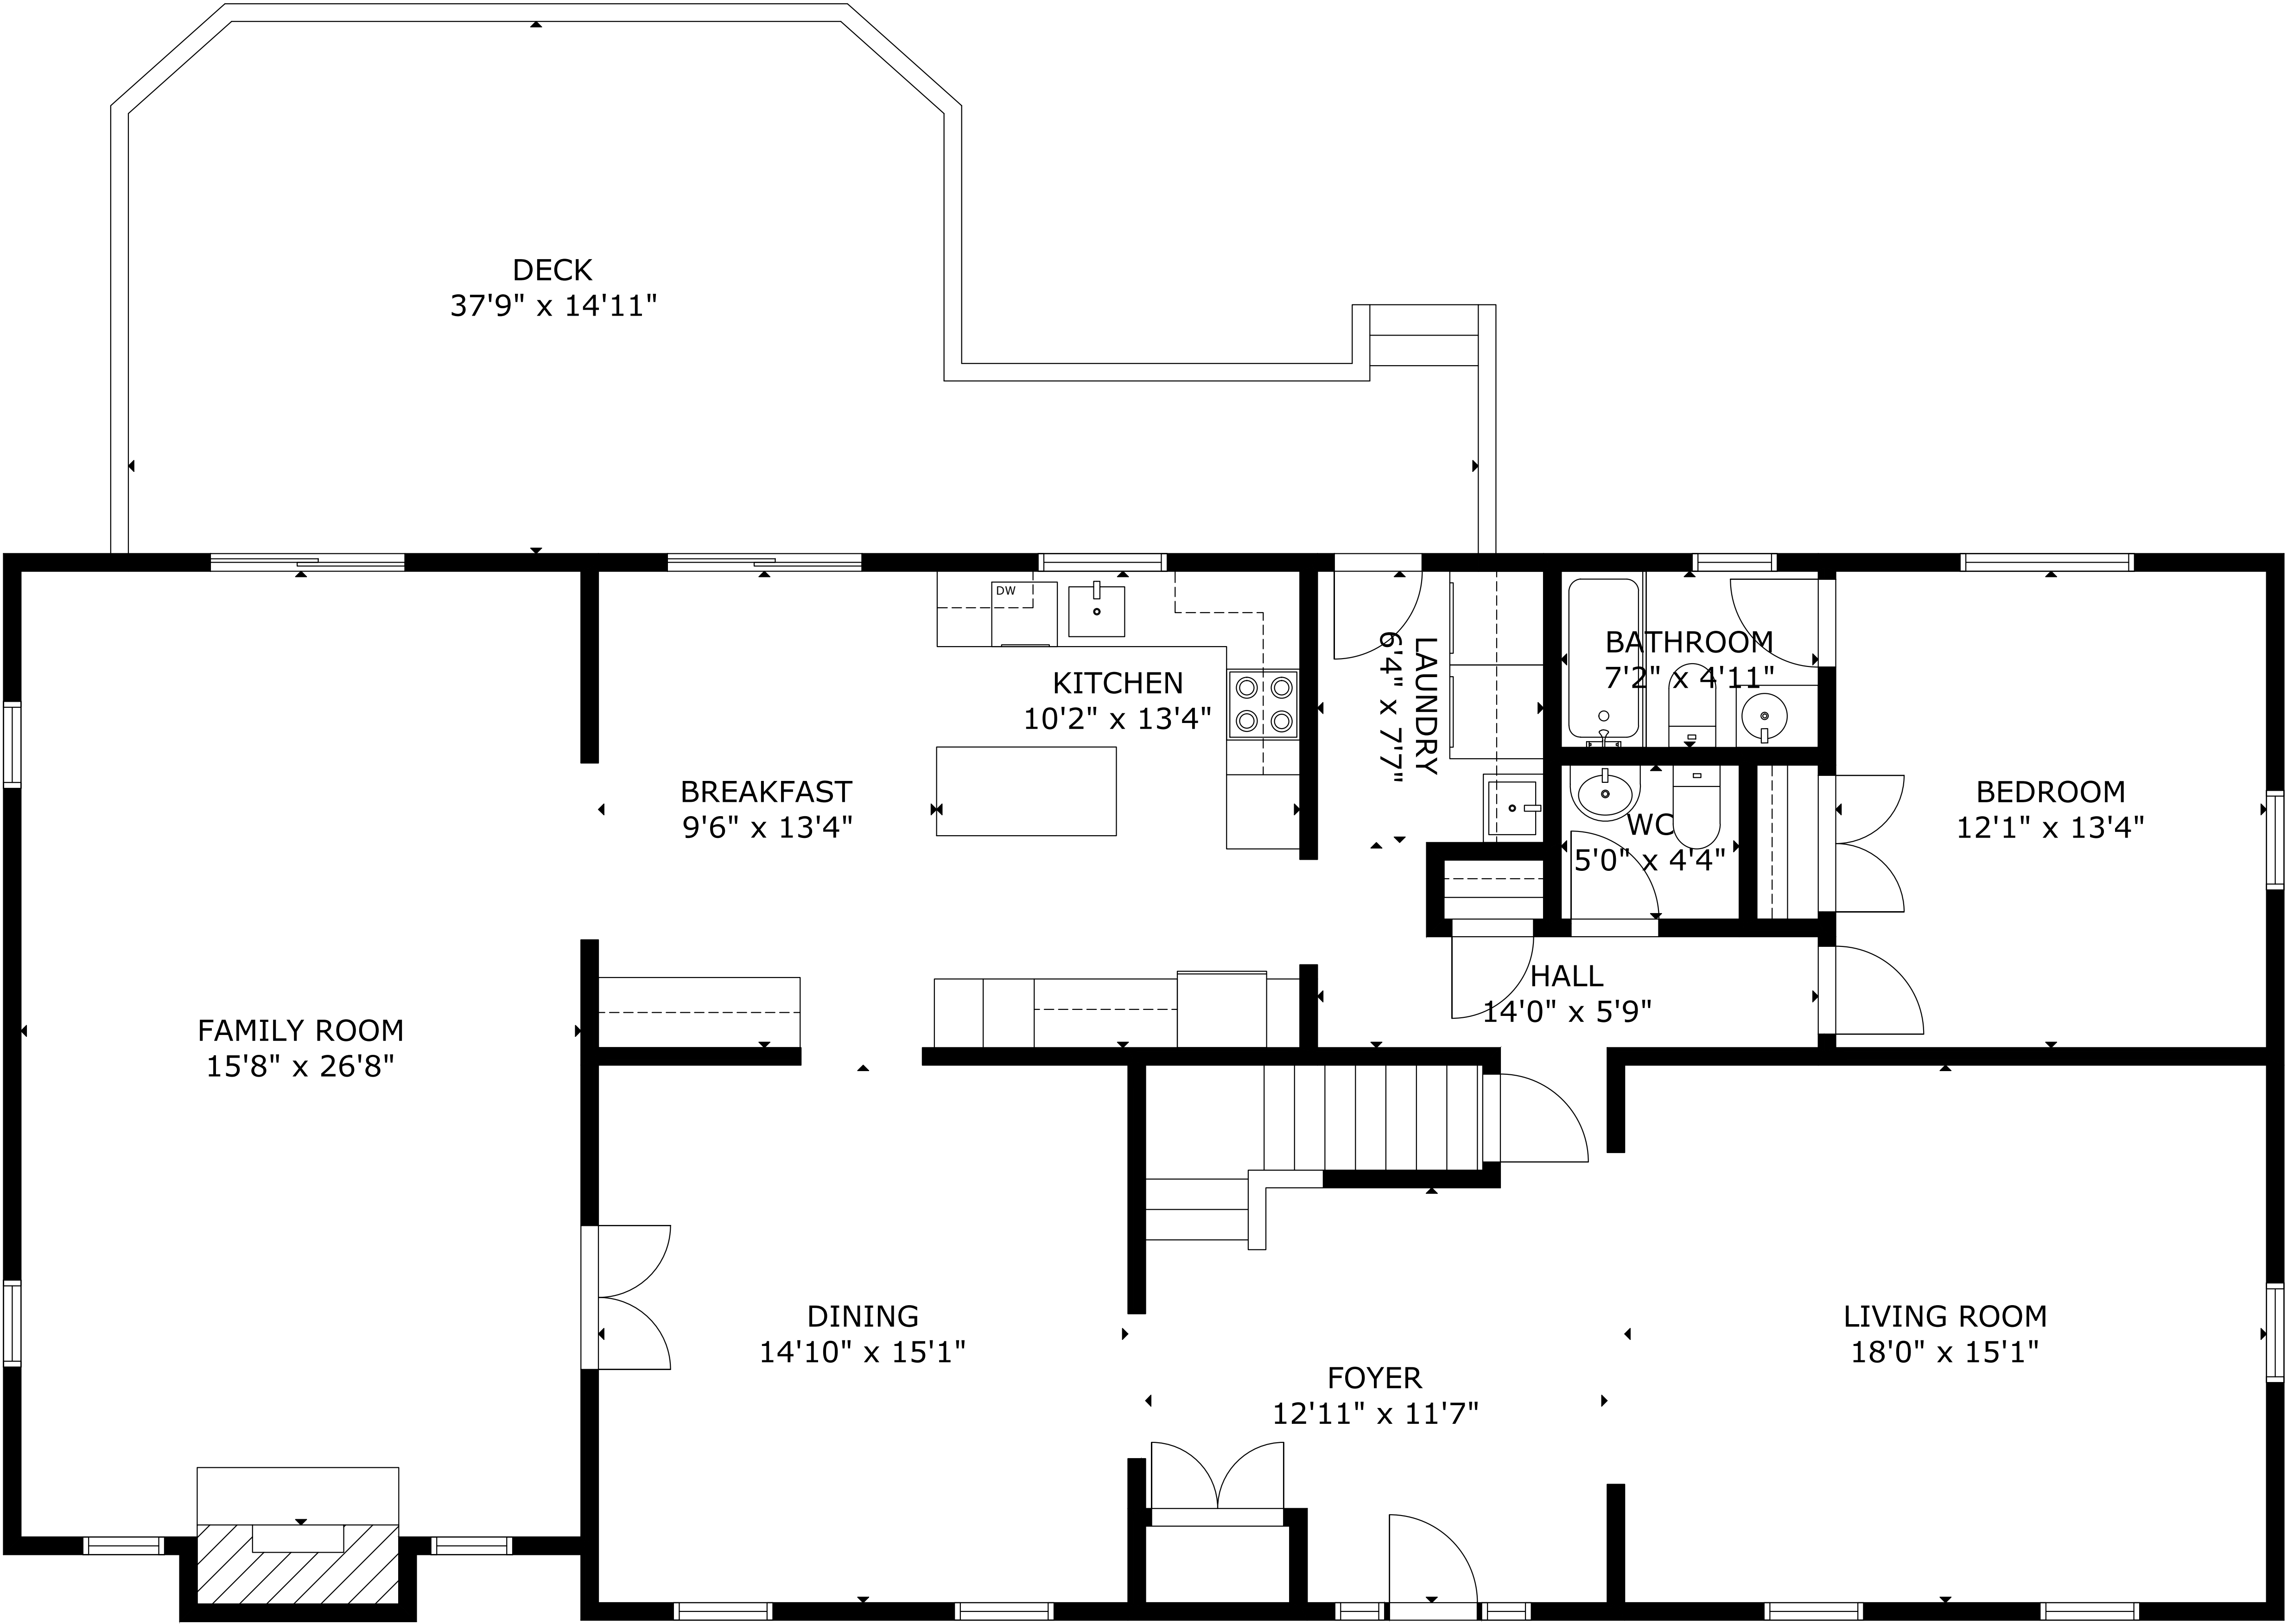 DECK
37'9" x 14'11"
DW
KITCHEN
10'2" x 13'4"
BREAKFAST
9'6" x 13'4"
LAUNDRY
6'4" x 7'7"
BATHROOM
7'2" x 4'11"
WC
5'0" x 4'4"
BEDROOM
12'1" x 13'4"
HALL
14'0" x 5'9"
FAMILY ROOM
15'8" x 26'8"
DINING
14'10" x 15'1"
FOYER
12'11" x 11'7"
LIVING ROOM
18'0" x 15'1"